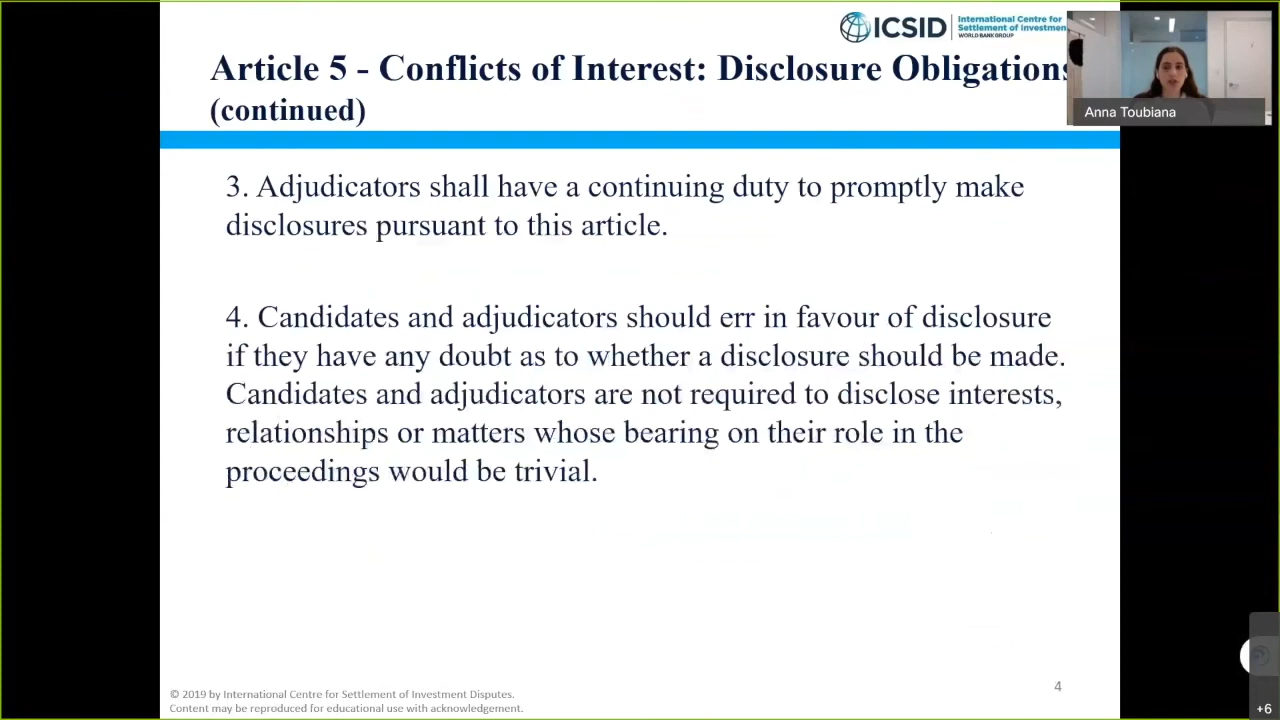 ICSID
International Centre for
Settlement of Investmen
WORLD BANK GROUP
Article 5 - Conflicts of Interest: Disclosure Obligations
(continued)
Anna Toubiana
3. Adjudicators shall have a continuing duty to promptly make
disclosures pursuant to this article.
4. Candidates and adjudicators should err in favour of disclosure
if they have any doubt as to whether a disclosure should be made.
Candidates and adjudicators are not required to disclose interests,
relationships or matters whose bearing on their role in the
proceedings would be trivial.
© 2019 by International Centre for Settlement of Investment Disputes.
Content may be reproduced for educational use with acknowledgement.
4
+6